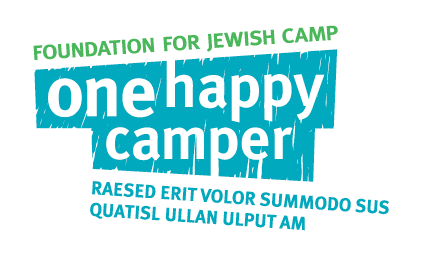 FOUNDATION FOR JEWISH CAMP
one happy
camper
RAESED ERIT VOLOR SUMMODO SUS
QUATISL ULLAN ULPUT AM